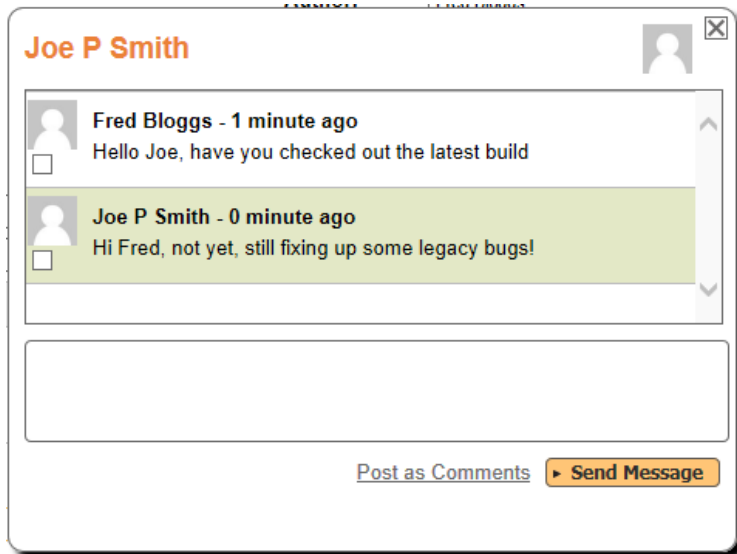 Joe P Smith
Fred Bloggs - 1 minute ago
Hello Joe, have you checked out the latest build
Joe P Smith - 0 minute ago
Hi Fred, not yet, still fixing up some legacy bugs!
Post as Comments
Send Message